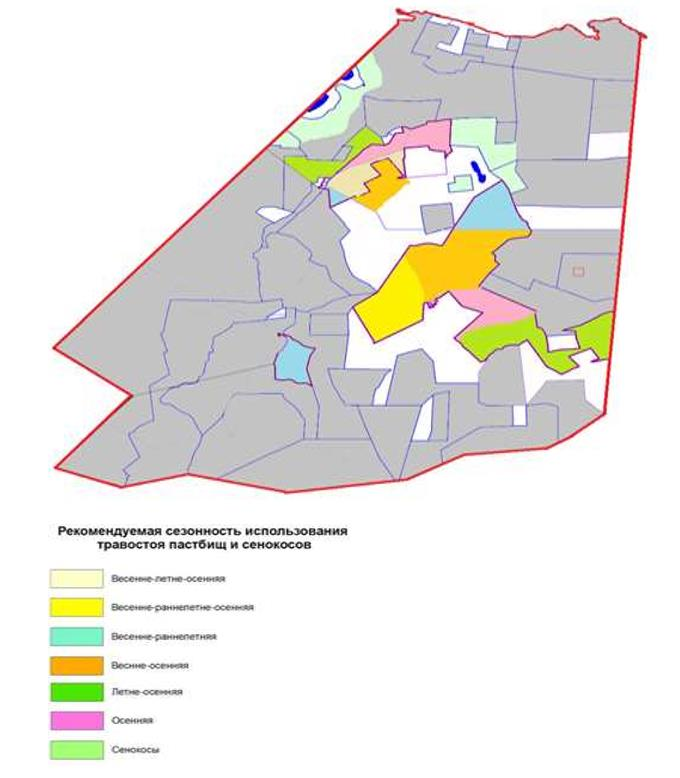 Рекомендуемая сезонность использования
травостоя пастбищ и сенокосов
Весенне-летне-осенняя
Весенне-раннелетне-осенняя
Весенне-раннелетняя
Веснне-осенняя
Летне-осенняя
Осенняя
Сенокосы